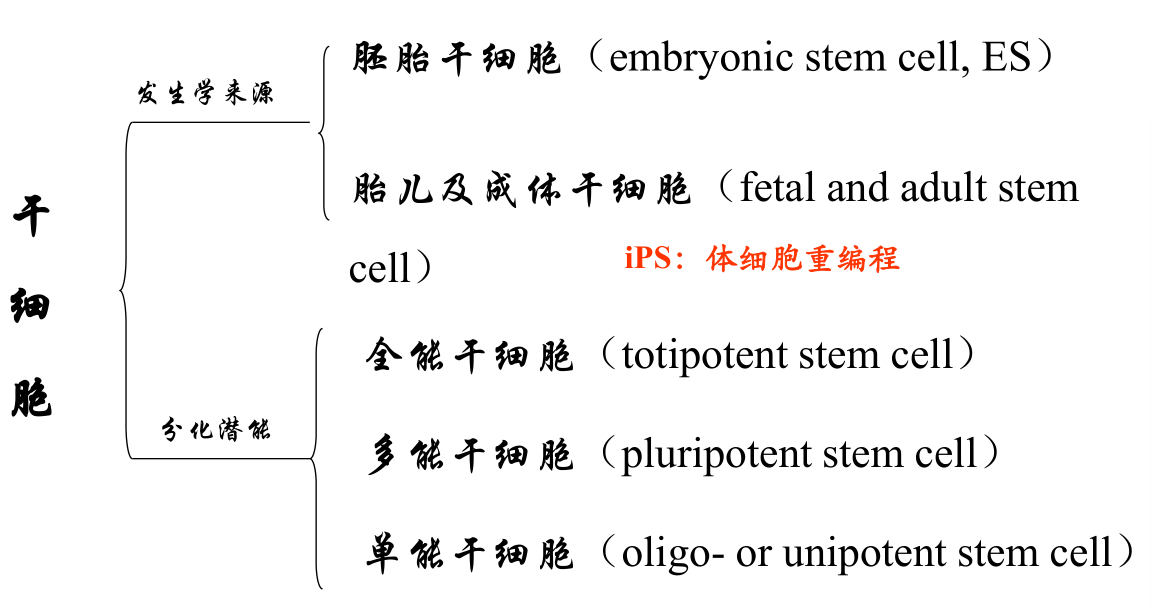 干细胞
发生学来源
胚胎干细胞（embryonic stem cell, ES）
胎儿及成体干细胞（fetal and adult stem
cell）
iPS：体细胞重编程
分化潜能
全能干细胞（totipotent stem cell）
多能干细胞（pluripotent stem cell）
单能干细胞（oligo- or unipotent stem cell）